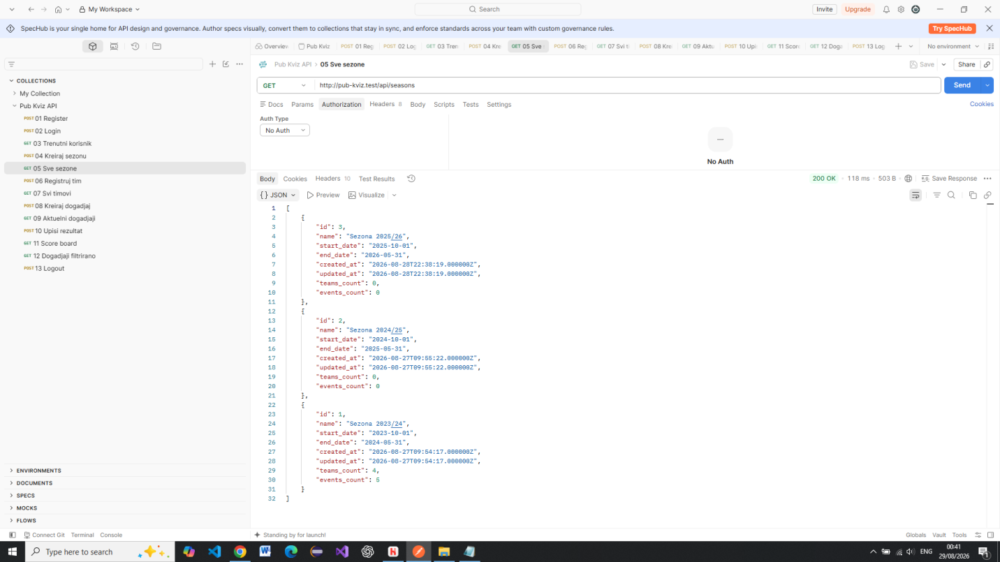 My Workspace
Search
Invite
Upgrade
SpecHub is your single home for API design and governance. Author specs visually, convert them to collections that stay in sync, and enforce standards across your team with custom governance rules.
Try SpecHub
Overview
Pub Kviz
POST 01 Reg
POST 02 Log
GET 03 Tren
POST 04 Kre
GET 05 Sve
POST 06 Reg
GET 07 Svi ti
POST 08 Kre
GET 09 Aktu
POST 10 Upi
GET 11 Score
GET 12 Doga
POST 13 Log
No environment
Pub Kviz API > 05 Sve sezone
Save
Share
COLLECTIONS
My Collection
Pub Kviz API
POST 01 Register
POST 02 Login
GET 03 Trenutni korisnik
POST 04 Kreiraj sezonu
GET 05 Sve sezone
POST 06 Registruj tim
GET 07 Svi timovi
POST 08 Kreiraj dogadjaj
GET 09 Aktuelni dogadjaji
POST 10 Upisi rezultat
GET 11 Score board
GET 12 Dogadjaji filtrirano
POST 13 Logout
ENVIRONMENTS
DOCUMENTS
SPECS
MOCKS
FLOWS
GET
http://pub-kviz.test/api/seasons
Send
Docs
Params
Authorization
Headers 8
Body
Scripts
Tests
Settings
Cookies
Auth Type
No Auth
No Auth
Body
Cookies
Headers 10
Test Results
200 OK
118 ms
503 B
Save Response
{} JSON
Preview
Visualize
1 [
2 {
3 "id": 3,
4 "name": "Sezona 2025/26",
5 "start_date": "2025-10-01",
6 "end_date": "2026-05-31",
7 "created_at": "2026-08-28T22:38:19.000000Z",
8 "updated_at": "2026-08-28T22:38:19.000000Z",
9 "teams_count": 0,
10 "events_count": 0
11 },
12 {
13 "id": 2,
14 "name": "Sezona 2024/25",
15 "start_date": "2024-10-01",
16 "end_date": "2025-05-31",
17 "created_at": "2026-08-27T09:55:22.000000Z",
18 "updated_at": "2026-08-27T09:55:22.000000Z",
19 "teams_count": 0,
20 "events_count": 0
21 },
22 {
23 "id": 1,
24 "name": "Sezona 2023/24",
25 "start_date": "2023-10-01",
26 "end_date": "2024-05-31",
27 "created_at": "2026-08-27T09:54:17.000000Z",
28 "updated_at": "2026-08-27T09:54:17.000000Z",
29 "teams_count": 4,
30 "events_count": 5
31 }
32 ]
Connect Git
Terminal
Console
Standing by for launch!
Globals
Vault
Tools
Type here to search
ENG
00:41
29/08/2026
1